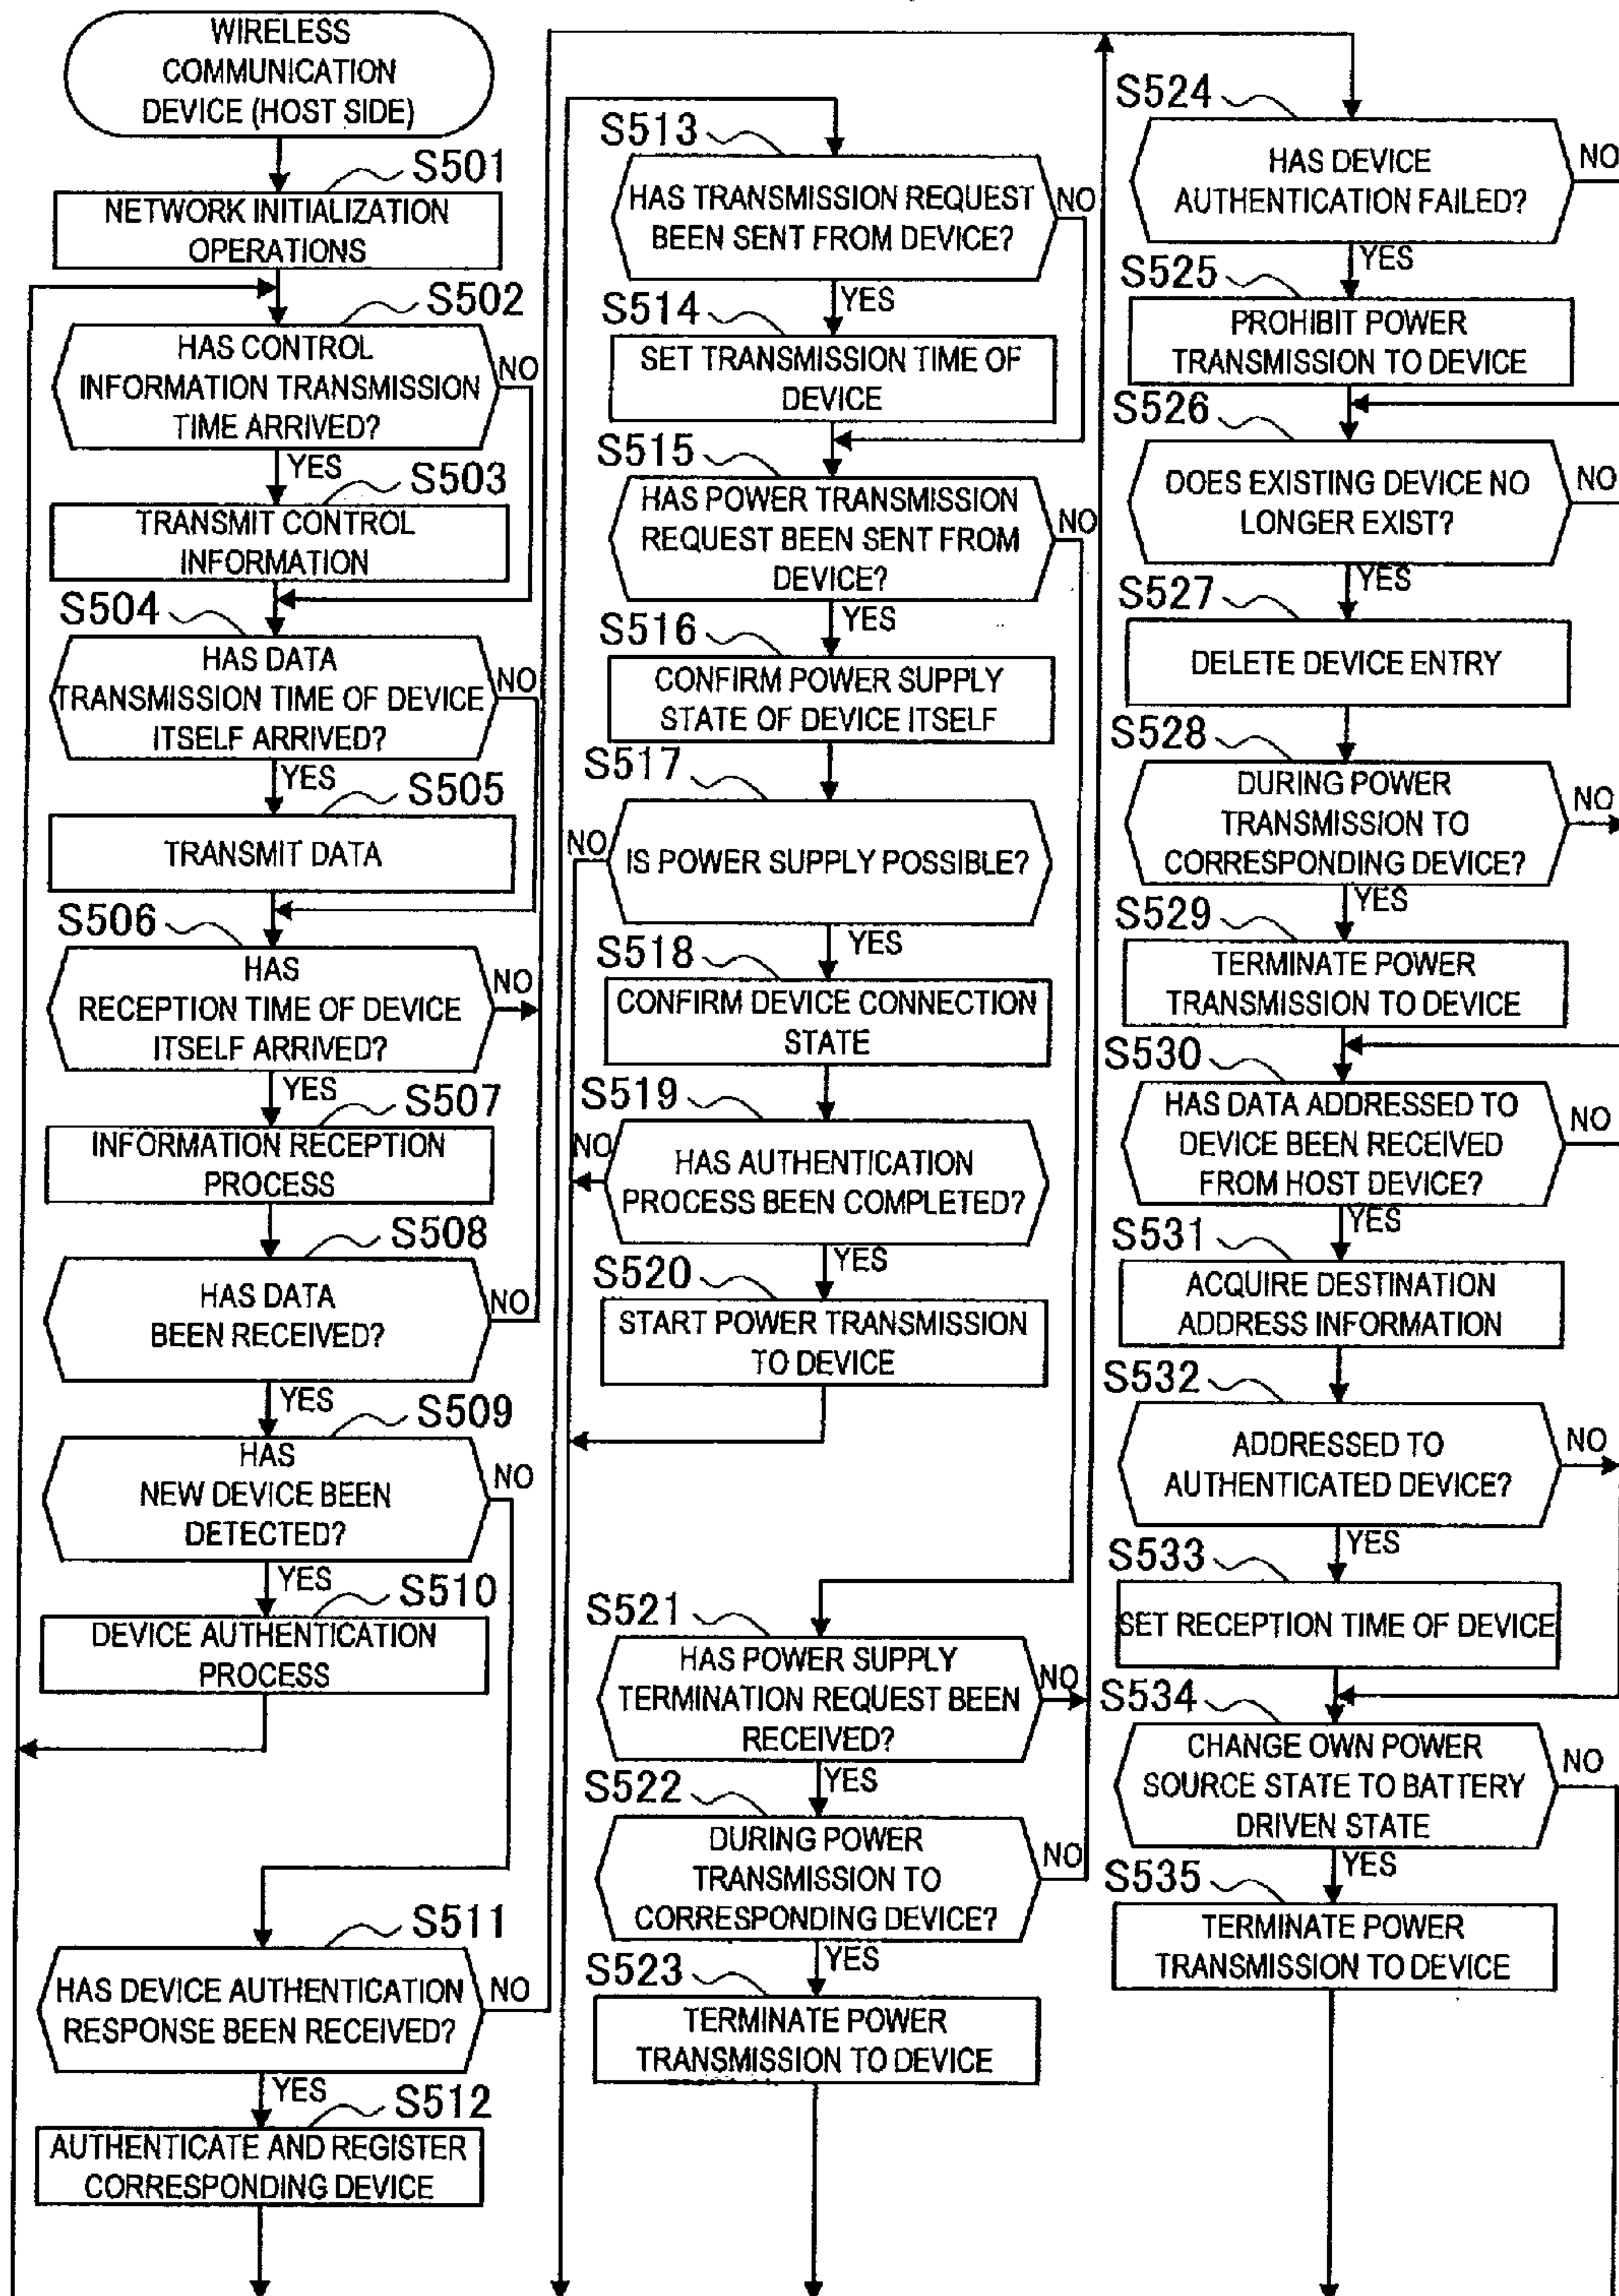 WIRELESS
COMMUNICATION
DEVICE (HOST SIDE)
S501
NETWORK INITIALIZATION
OPERATIONS
S502
HAS CONTROL
INFORMATION TRANSMISSION
TIME ARRIVED?
NO
YES
S503
TRANSMIT CONTROL
INFORMATION
S504
HAS DATA
TRANSMISSION TIME OF DEVICE
ITSELF ARRIVED?
NO
YES
S505
TRANSMIT DATA
S506
HAS
RECEPTION TIME OF DEVICE
ITSELF ARRIVED?
NO
YES
S507
INFORMATION RECEPTION
PROCESS
S508
HAS DATA
BEEN RECEIVED?
NO
YES
S509
HAS
NEW DEVICE BEEN
DETECTED?
NO
YES
S510
DEVICE AUTHENTICATION
PROCESS
S511
HAS DEVICE AUTHENTICATION
RESPONSE BEEN RECEIVED?
NO
YES
S512
AUTHENTICATE AND REGISTER
CORRESPONDING DEVICE
S513
HAS TRANSMISSION REQUEST
BEEN SENT FROM DEVICE?
NO
YES
S514
SET TRANSMISSION TIME OF
DEVICE
S515
HAS POWER TRANSMISSION
REQUEST BEEN SENT FROM
DEVICE?
NO
YES
S516
CONFIRM POWER SUPPLY
STATE OF DEVICE ITSELF
S517
NO
IS POWER SUPPLY POSSIBLE?
YES
S518
CONFIRM DEVICE CONNECTION
STATE
S519
NO
HAS AUTHENTICATION
PROCESS BEEN COMPLETED?
YES
S520
START POWER TRANSMISSION
TO DEVICE
S521
HAS POWER SUPPLY
TERMINATION REQUEST BEEN
RECEIVED?
NO
YES
S522
DURING POWER
TRANSMISSION TO
CORRESPONDING DEVICE?
NO
YES
S523
TERMINATE POWER
TRANSMISSION TO DEVICE
S524
HAS DEVICE
AUTHENTICATION FAILED?
NO
YES
S525
PROHIBIT POWER
TRANSMISSION TO DEVICE
S526
DOES EXISTING DEVICE NO
LONGER EXIST?
NO
YES
S527
DELETE DEVICE ENTRY
S528
DURING POWER
TRANSMISSION TO
CORRESPONDING DEVICE?
NO
YES
S529
TERMINATE POWER
TRANSMISSION TO DEVICE
S530
HAS DATA ADDRESSED TO
DEVICE BEEN RECEIVED
FROM HOST DEVICE?
NO
YES
S531
ACQUIRE DESTINATION
ADDRESS INFORMATION
S532
ADDRESSED TO
AUTHENTICATED DEVICE?
NO
YES
S533
SET RECEPTION TIME OF DEVICE
S534
CHANGE OWN POWER
SOURCE STATE TO BATTERY
DRIVEN STATE
NO
YES
S535
TERMINATE POWER
TRANSMISSION TO DEVICE